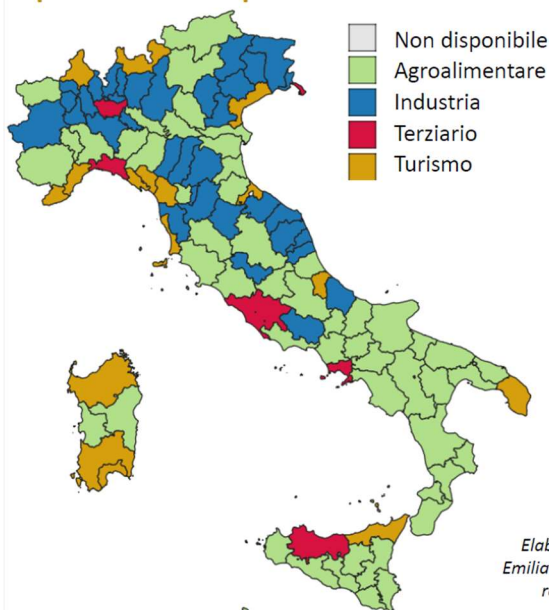 Non disponibile
Agroalimentare
Industria
Terziario
Turismo
Elab
Emilia
r